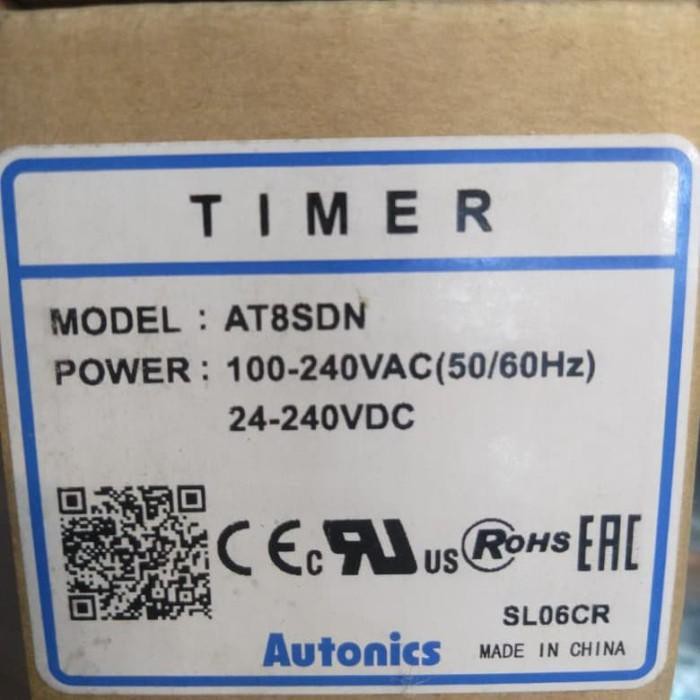 TIMER
MODEL : AT8SDN
POWER : 100-240VAC(50/60Hz)
24-240VDC
CE c RU US RoHS EAC
SL06CR
Autonics MADE IN CHINA